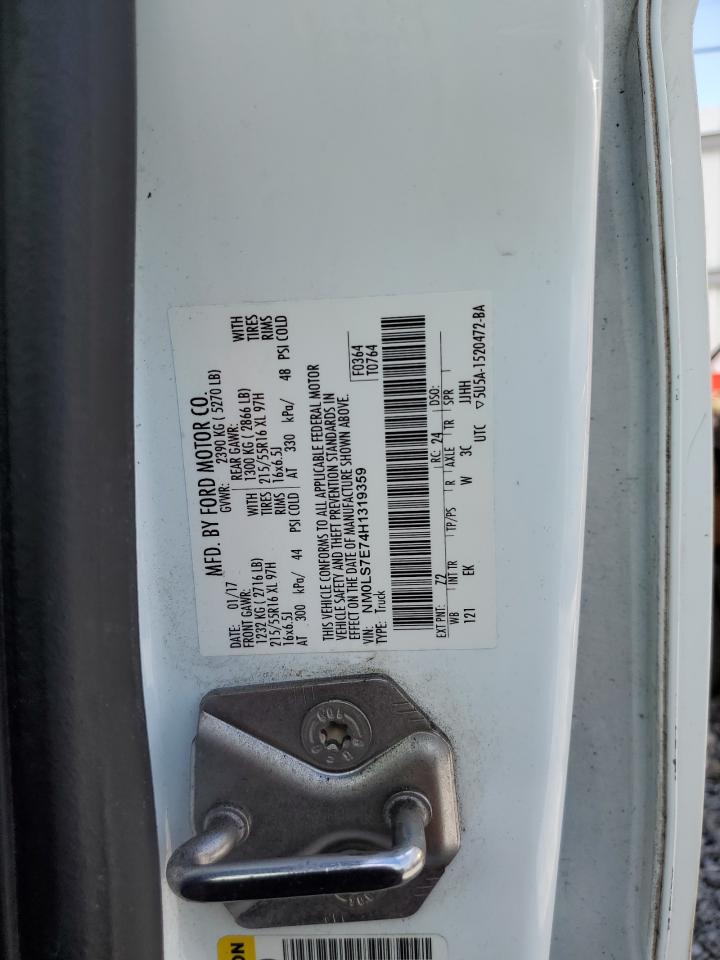 MFD. BY FORD MOTOR CO.
DATE: 01/17 GVWR: 2390 KG ( 5270 LB)
FRONT GAWR: REAR GAWR:
1232 KG ( 2716 LB) WITH 1300 KG ( 2866 LB) WITH
215/55R16 XL 97H TIRES 215/55R16 XL 97H TIRES
16x6.5J RIMS 16x6.5J RIMS
AT 300 kPa/ 44 PSI COLD AT 330 kPa/ 48 PSI COLD
THIS VEHICLE CONFORMS TO ALL APPLICABLE FEDERAL MOTOR
VEHICLE SAFETY AND THEFT PREVENTION STANDARDS IN
EFFECT ON THE DATE OF MANUFACTURE SHOWN ABOVE.
VIN: NM0LS7E74H1319359 F0364
TYPE: Truck T0764
EXT PNT: Z2 RC: 24 DSO:
WB INT TR TP/PS R AXLE TR SPR
121 EK W 3C JJHH
UTC ▽5U5A-1520472-BA